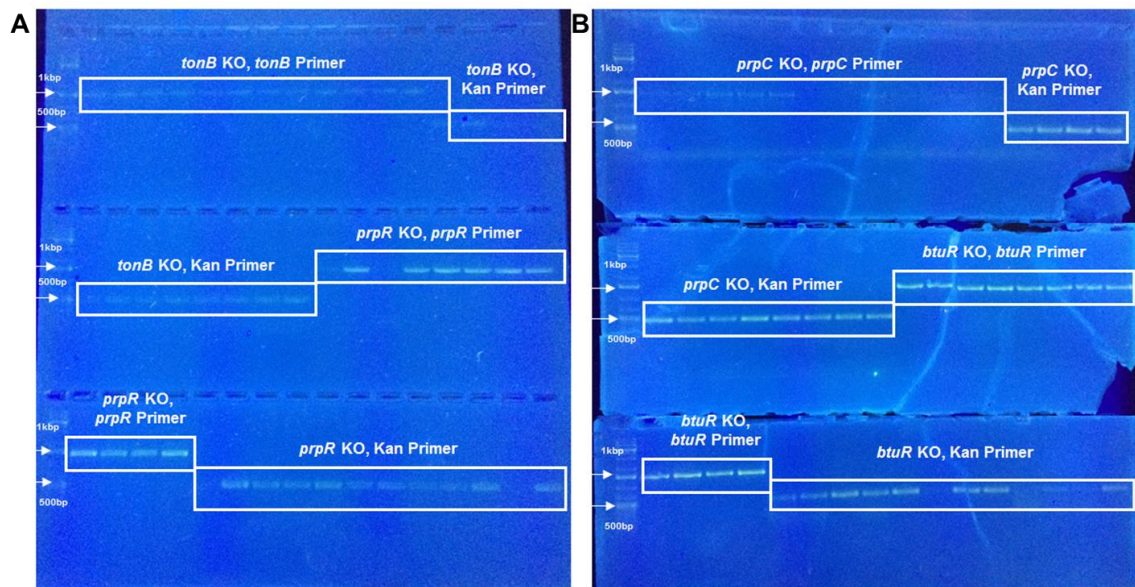 A
tonB KO, tonB Primer
tonB KO,
Kan Primer
1kbp
500bp
prpR KO, prpR Primer
1kbp
tonB KO, Kan Primer
500bp
prpR KO,
prpR Primer
1kbp
prpR KO, Kan Primer
500bp
B
prpC KO, prpC Primer
prpC KO,
Kan Primer
1kbp
500bp
btuR KO, btuR Primer
1kbp
prpC KO, Kan Primer
500bp
btuR KO,
btuR Primer
btuR KO, Kan Primer
1kbp
500bp